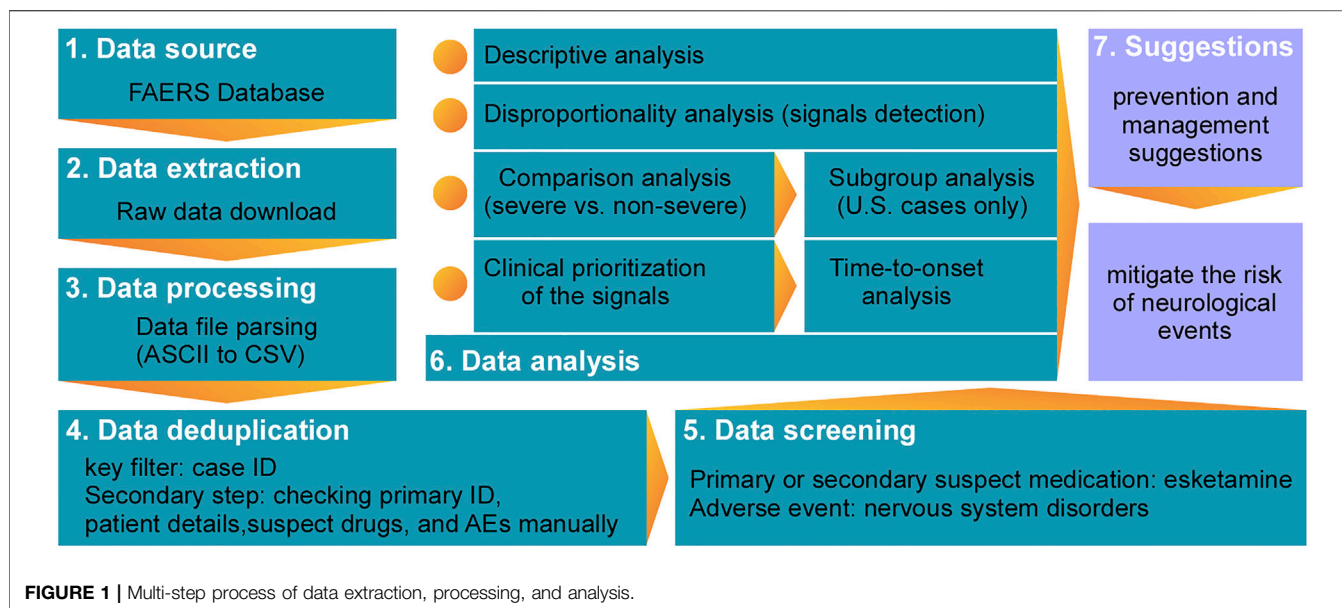 1. Data source
FAERS Database
2. Data extraction
Raw data download
3. Data processing
Data file parsing
(ASCII to CSV)
4. Data deduplication
key filter: case ID
Secondary step: checking primary ID,
patient details,suspect drugs, and AEs manually
5. Data screening
Primary or secondary suspect medication: esketamine
Adverse event: nervous system disorders
Descriptive analysis
Disproportionality analysis (signals detection)
Comparison analysis
(severe vs. non-severe)
Subgroup analysis
(U.S. cases only)
Clinical prioritization
of the signals
Time-to-onset
analysis
6. Data analysis
7. Suggestions
prevention and
management
suggestions
mitigate the risk
of neurological
events
FIGURE 1 | Multi-step process of data extraction, processing, and analysis.